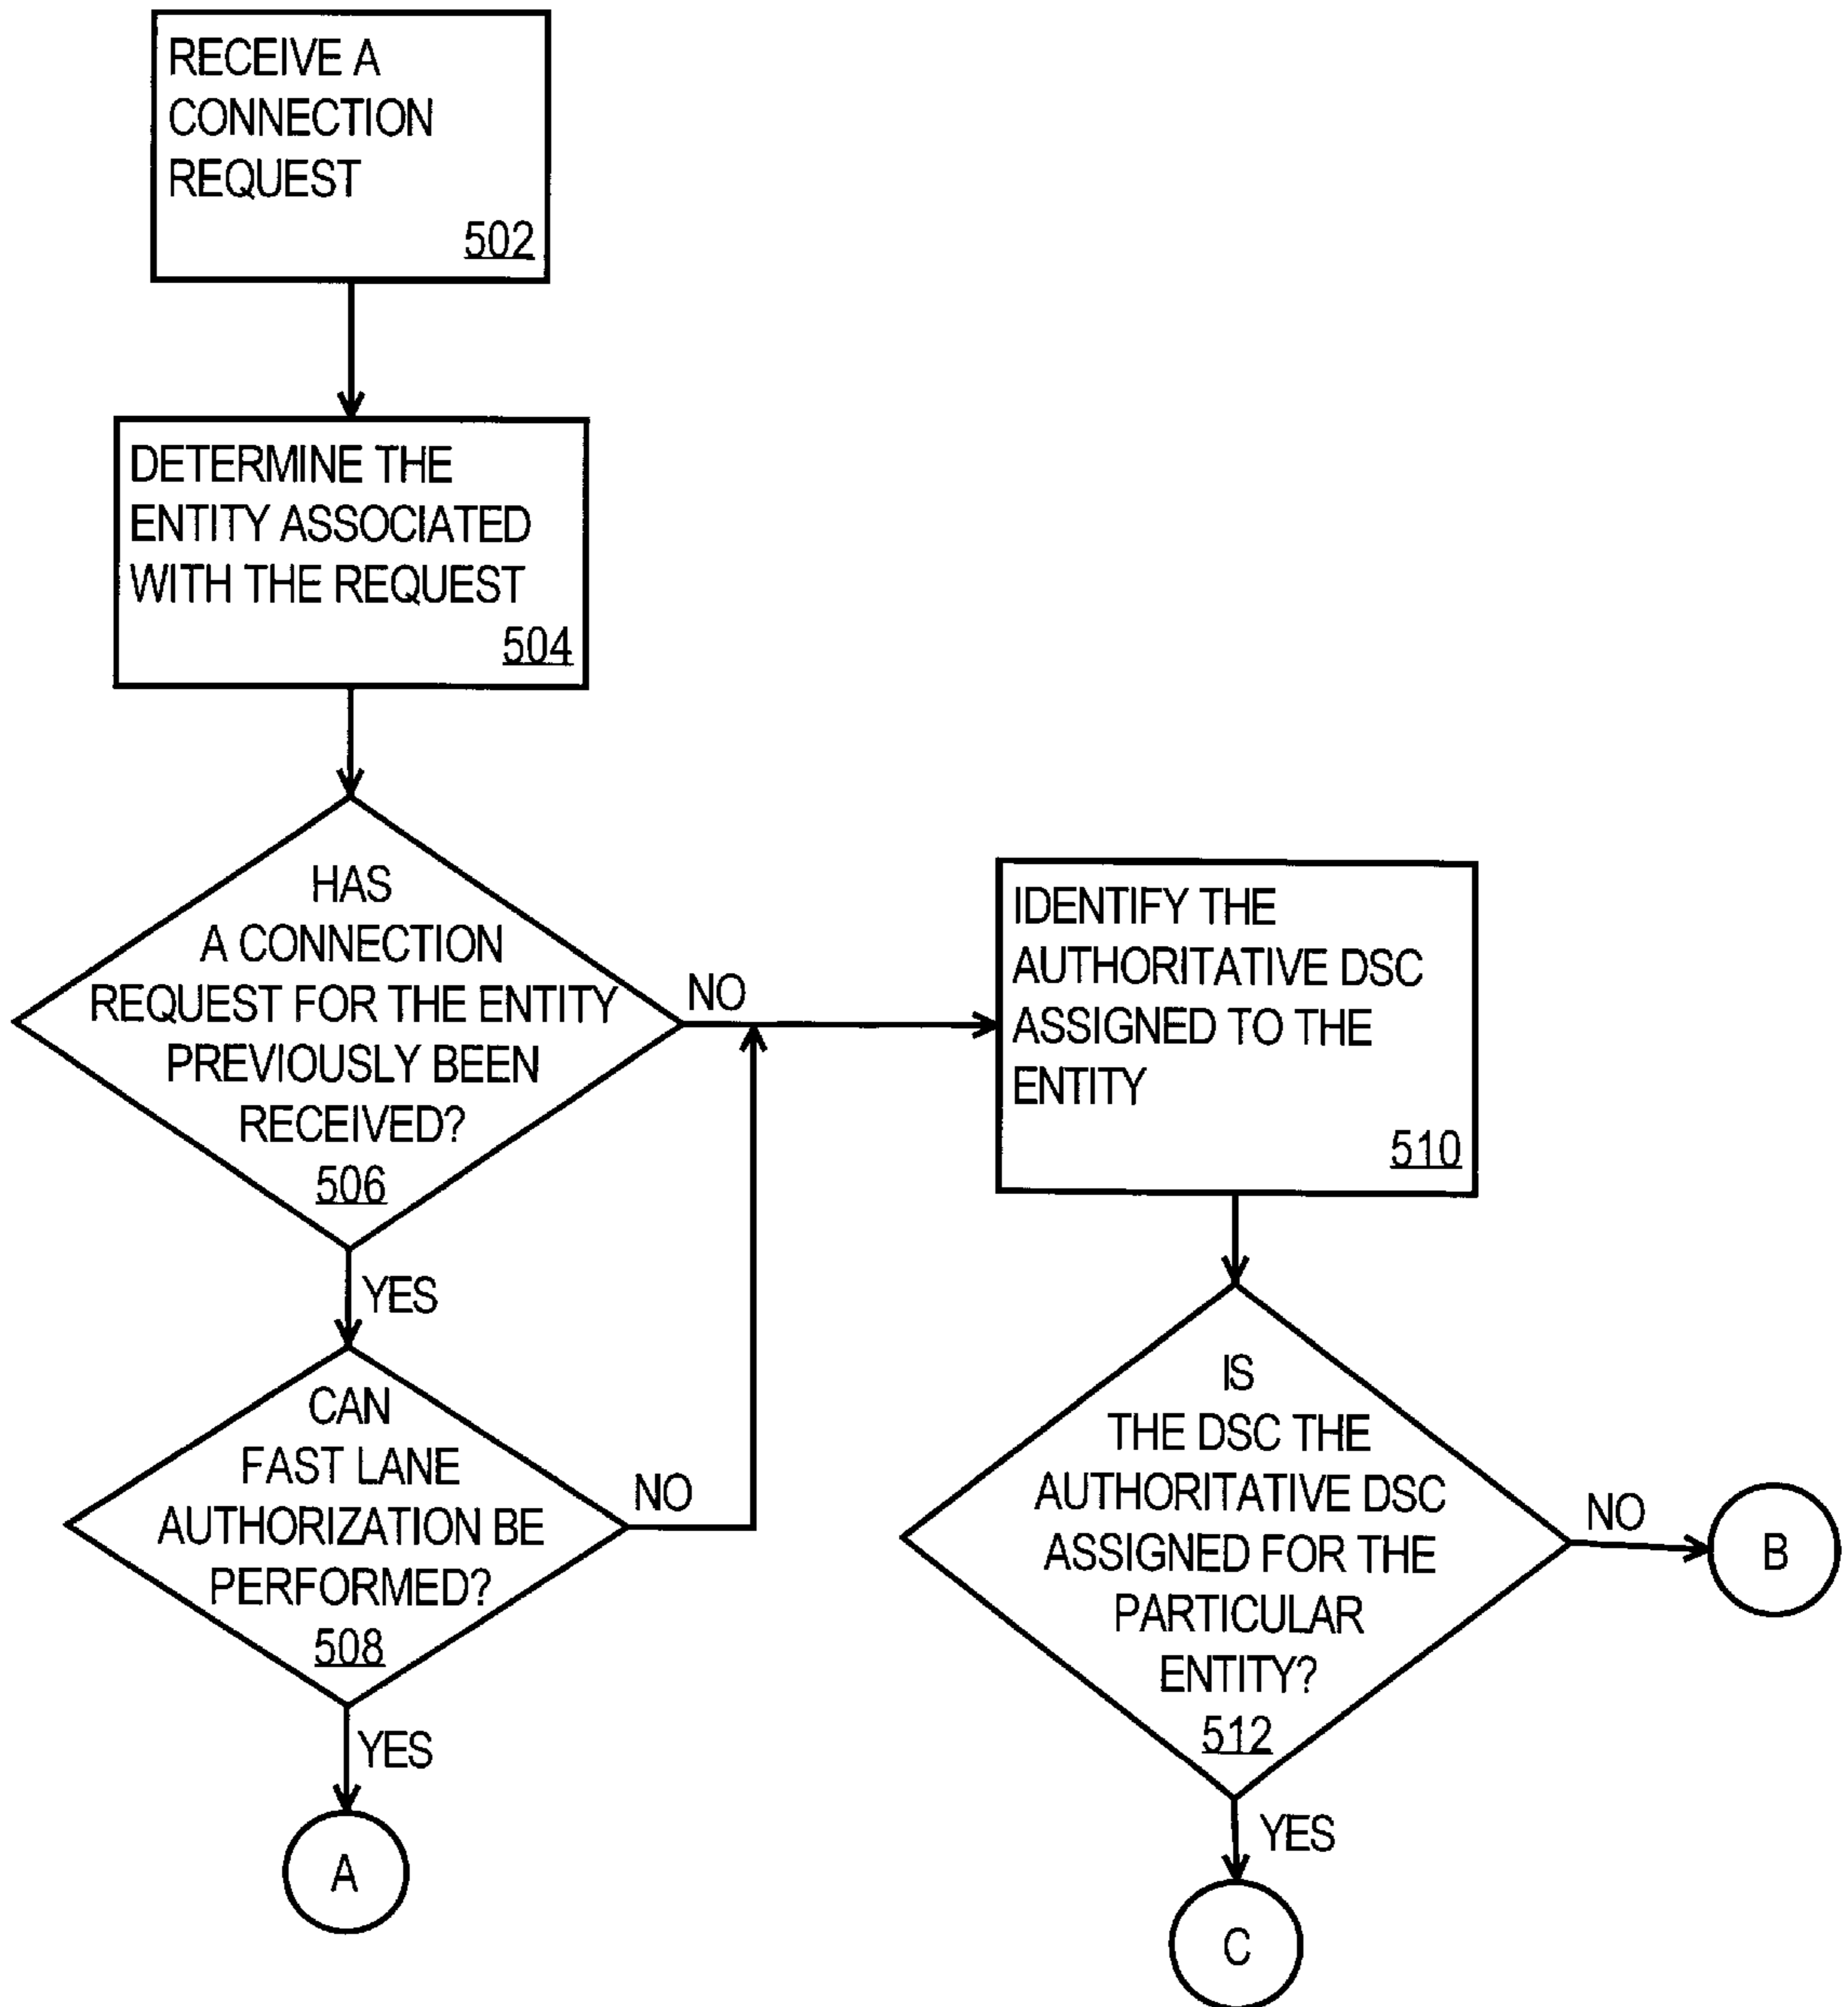 RECEIVE A
CONNECTION
REQUEST
502
DETERMINE THE
ENTITY ASSOCIATED
WITH THE REQUEST
504
HAS
A CONNECTION
REQUEST FOR THE ENTITY
PREVIOUSLY BEEN
RECEIVED?
506
NO
YES
CAN
FAST LANE
AUTHORIZATION BE
PERFORMED?
508
NO
YES
A
IDENTIFY THE
AUTHORITATIVE DSC
ASSIGNED TO THE
ENTITY
510
IS
THE DSC THE
AUTHORITATIVE DSC
ASSIGNED FOR THE
PARTICULAR
ENTITY?
512
NO
B
YES
C